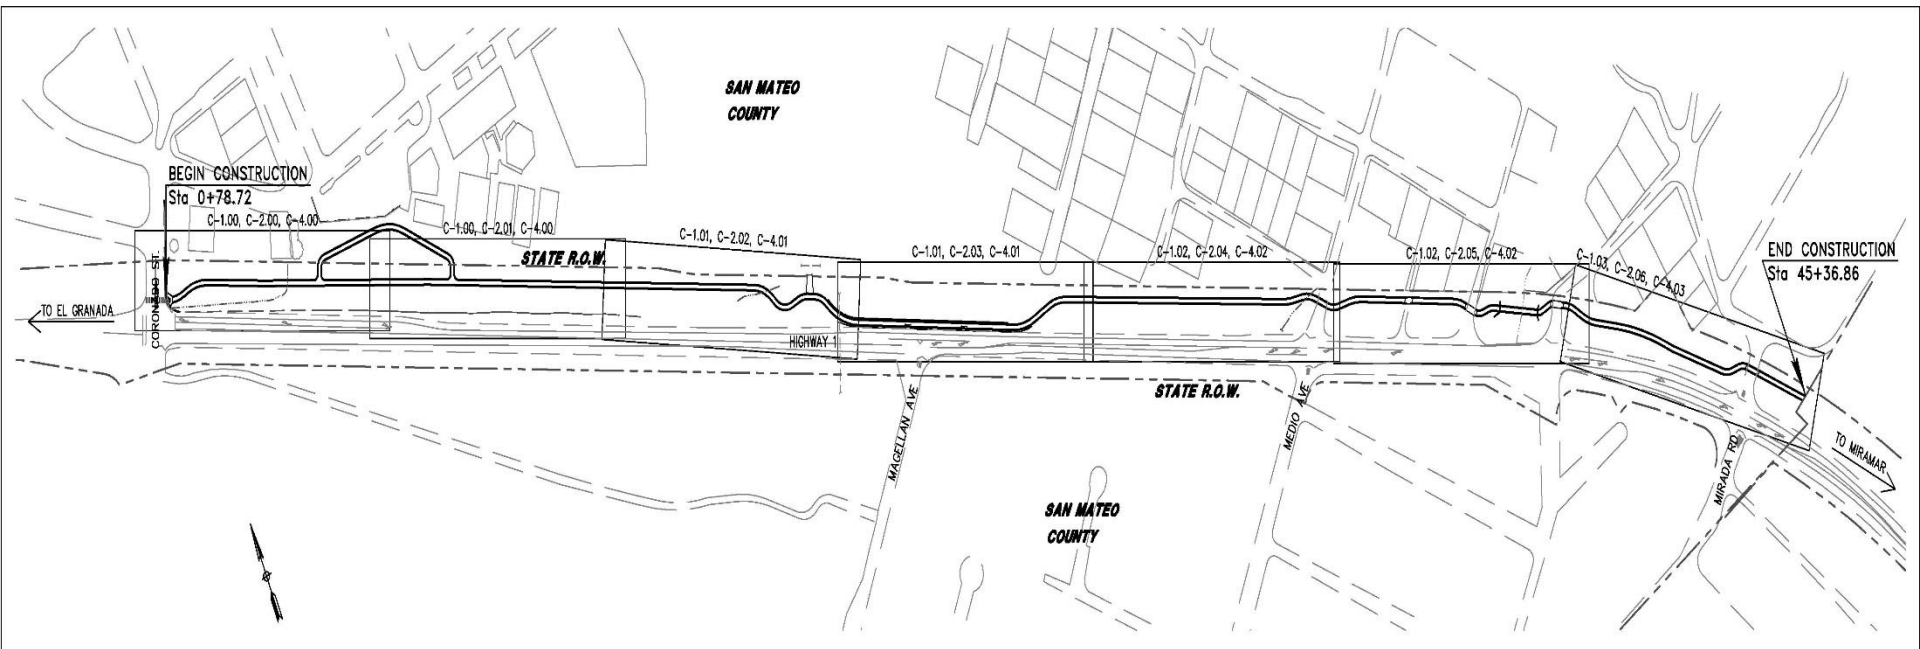 SAN MATEO
COUNTY
BEGIN CONSTRUCTION
Sta 0+78.72
C-1.00, C-2.00, C-4.00
C-1.00, C-2.01, C-4.00
C-1.01, C-2.02, C-4.01
C-1.01, C-2.03, C-4.01
C-1.02, C-2.04, C-4.02
C-1.02, C-2.05, C-4.02
C-1.03, C-2.06, C-4.03
END CONSTRUCTION
Sta 45+36.86
STATE R.O.W.
TO EL GRANADA
CORONADO ST.
HIGHWAY 1
STATE R.O.W.
MAGELLAN AVE
MEDIO AVE
MIRADA RD
TO MIRAMAR
SAN MATEO
COUNTY